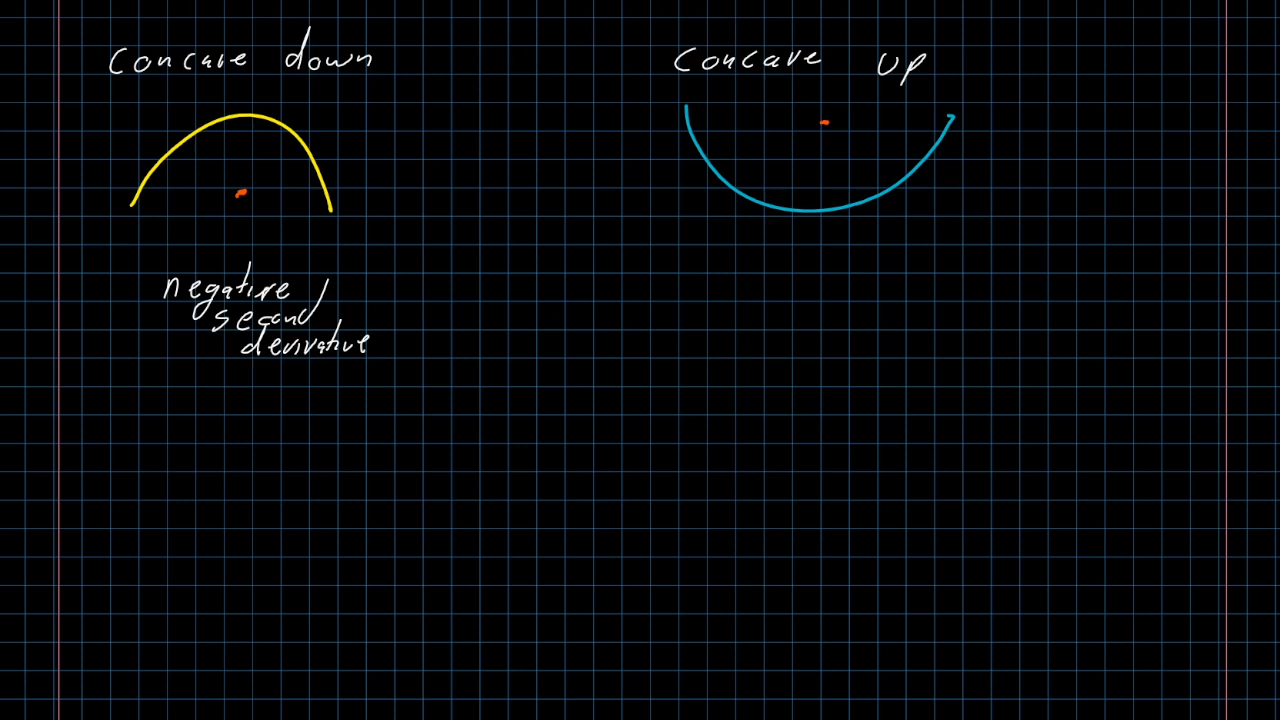 Concave down
Concave up
negative
second
derivative